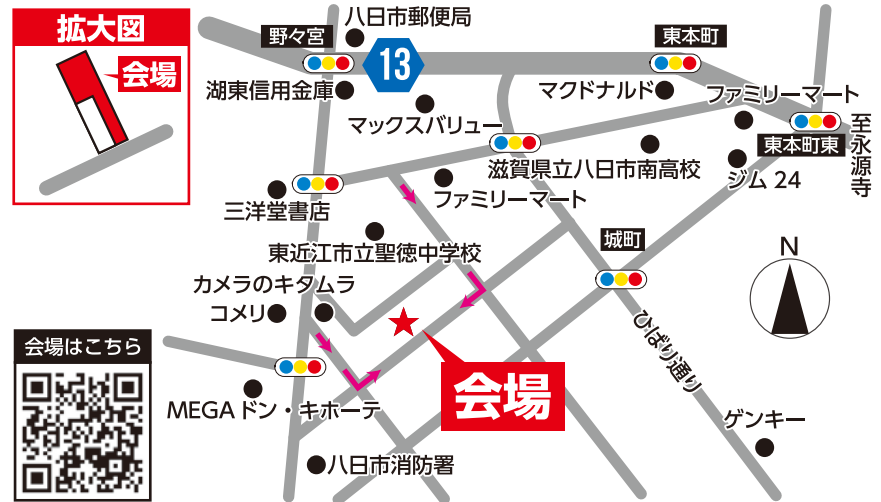 拡大図
会場
八日市郵便局
野々宮
13
東本町
湖東信用金庫
マクドナルド
ファミリーマート
マックスバリュー
東本町東
至永源寺
滋賀県立八日市南高校
ジム 24
ファミリーマート
三洋堂書店
城町
東近江市立聖徳中学校
N
カメラのキタムラ
コメリ
ひばり通り
会場はこちら
会場
MEGAドン・キホーテ
ゲンキー
八日市消防署